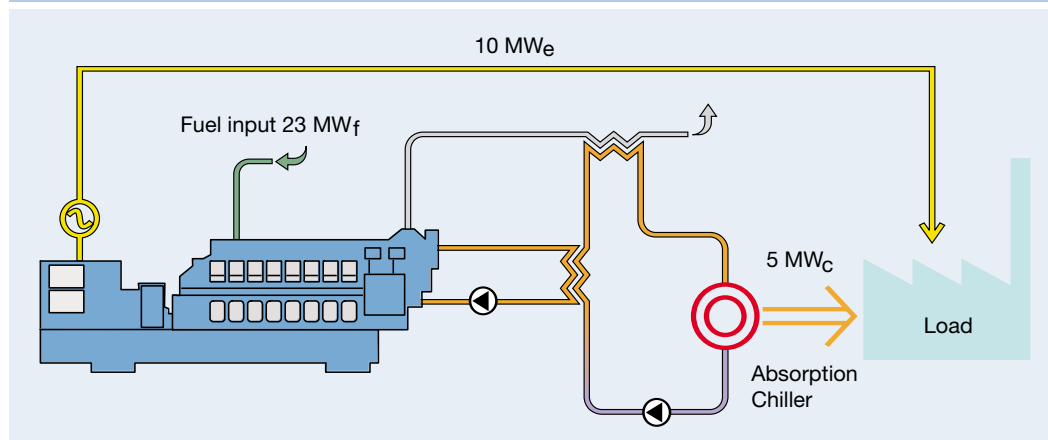 10 MWe
Fuel input 23 MWf
5 MWc
Load
Absorption
Chiller